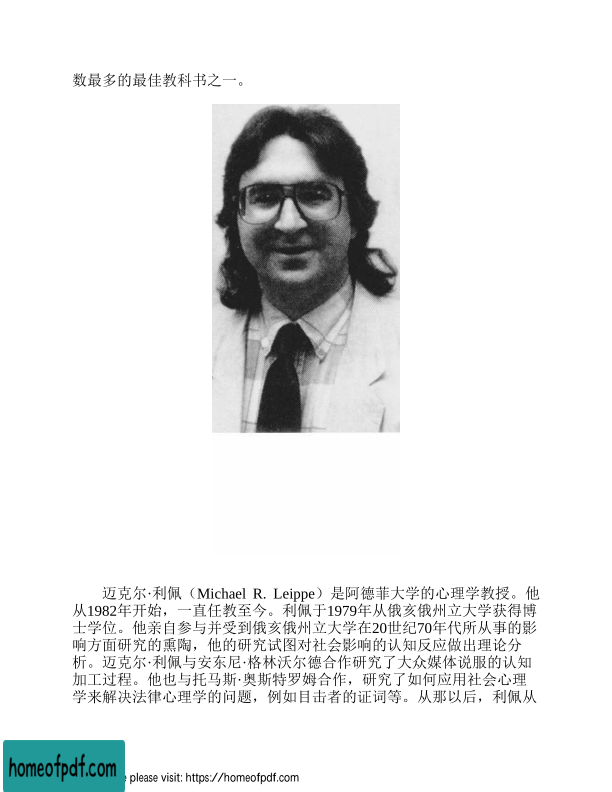 数最多的最佳教科书之一。
迈克尔·利佩（Michael R. Leippe）是阿德菲大学的心理学教授。他
从1982年开始，一直任教至今。利佩于1979年从俄亥俄州立大学获得博
士学位。他亲自参与并受到俄亥俄州立大学在20世纪70年代所从事的影
响方面研究的熏陶，他的研究试图对社会影响的认知反应做出理论分
析。迈克尔·利佩与安东尼·格林沃尔德合作研究了大众媒体说服的认知
加工过程。他也与托马斯·奥斯特罗姆合作，研究了如何应用社会心理
学来解决法律心理学的问题，例如目击者的证词等。从那以后，利佩从
homeofpdf.com
e please visit: https://homeofpdf.com